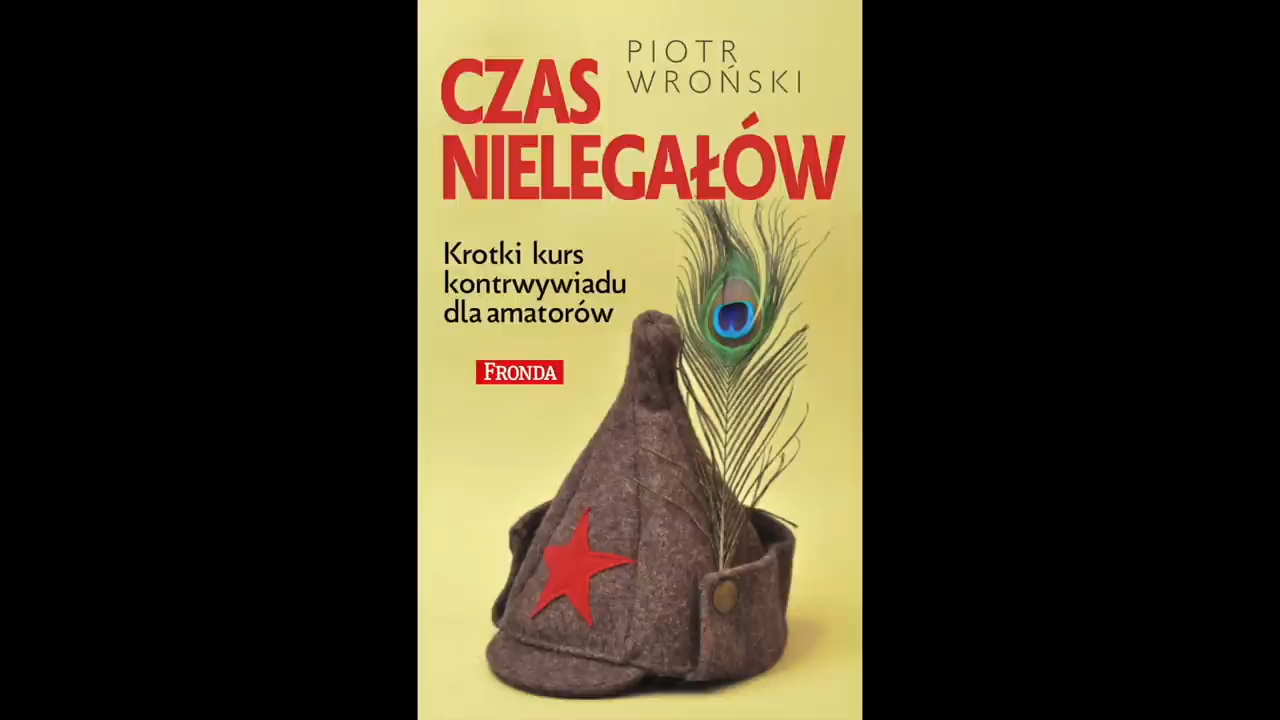 PIOTR
WROŃSKI
CZAS
NIELEGAŁÓW
Krotki kurs
kontrwywiadu
dla amatorów
FRONDA